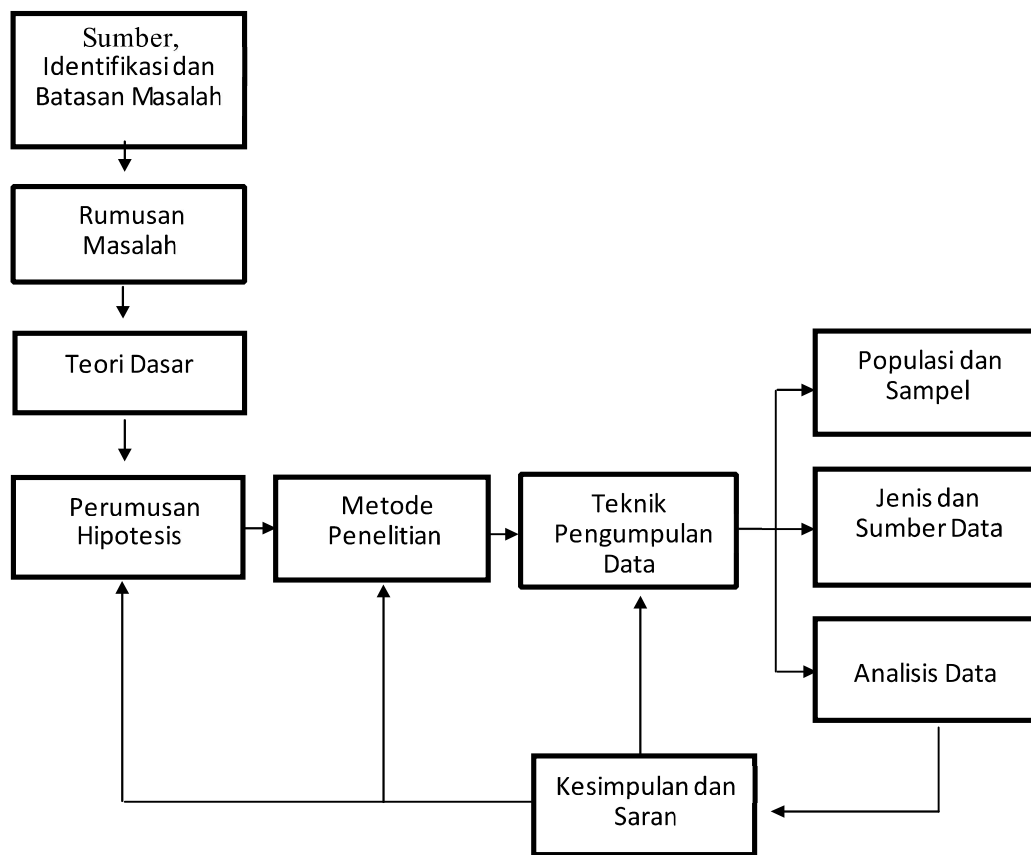 Sumber,
Identifikasi dan
Batasan Masalah
Rumusan
Masalah
Teori Dasar
Perumusan
Hipotesis
Metode
Penelitian
Teknik
Pengumpulan
Data
Populasi dan
Sampel
Jenis dan
Sumber Data
Analisis Data
Kesimpulan dan
Saran